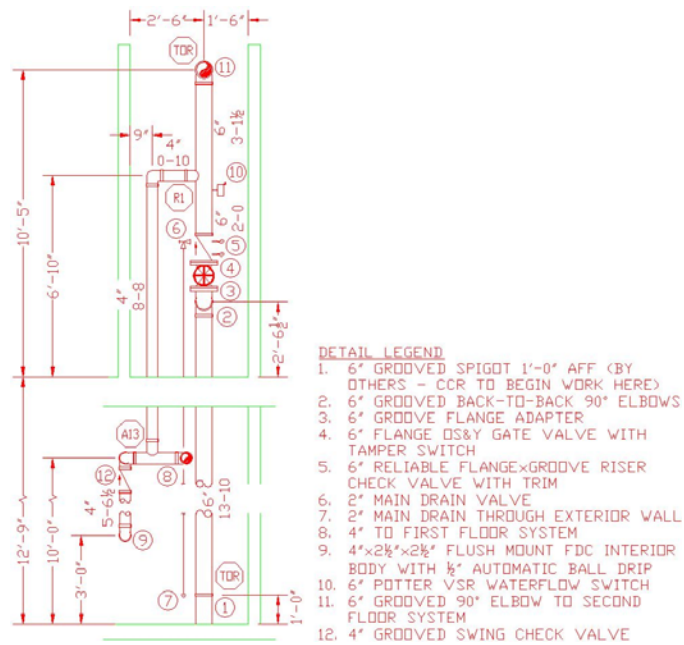 2'-6"
1'-6"
TOR
11
6"
3-1½
9"
4"
0-10
10
R1
6"
2-0
6
5
4
3
2
10'-5"
6'-10"
4"
8-8
2'-6½"
A13
12
8
4"
5-6½
9
6"
13-10
12'-9"
10'-0"
3'-0"
7
TOR
1
1'-0"
DETAIL LEGEND
1. 6" GROOVED SPIGOT 1'-0" AFF (BY
OTHERS - CCR TO BEGIN WORK HERE)
2. 6" GROOVED BACK-TO-BACK 90° ELBOWS
3. 6" GROOVE FLANGE ADAPTER
4. 6" FLANGE OS&Y GATE VALVE WITH
TAMPER SWITCH
5. 6" RELIABLE FLANGE×GROOVE RISER
CHECK VALVE WITH TRIM
6. 2" MAIN DRAIN VALVE
7. 2" MAIN DRAIN THROUGH EXTERIOR WALL
8. 4" TO FIRST FLOOR SYSTEM
9. 4"×2½"×2½" FLUSH MOUNT FDC INTERIOR
BODY WITH ½" AUTOMATIC BALL DRIP
10. 6" POTTER VSR WATERFLOW SWITCH
11. 6" GROOVED 90° ELBOW TO SECOND
FLOOR SYSTEM
12. 4" GROOVED SWING CHECK VALVE